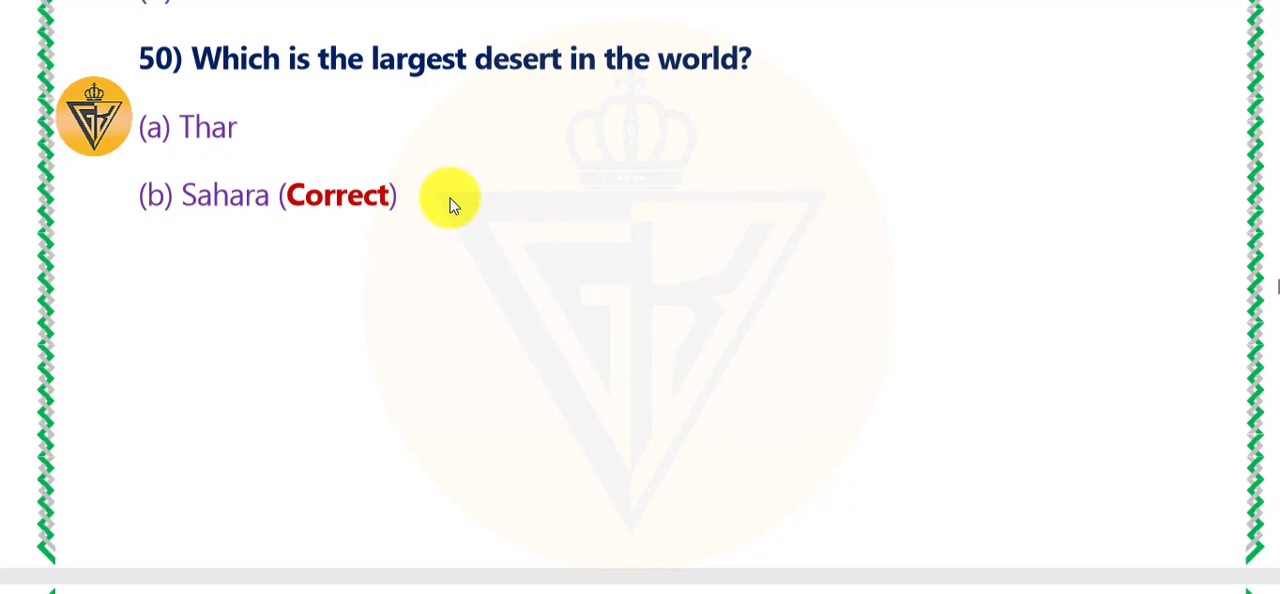 50) Which is the largest desert in the world?
(a) Thar
(b) Sahara (Correct)